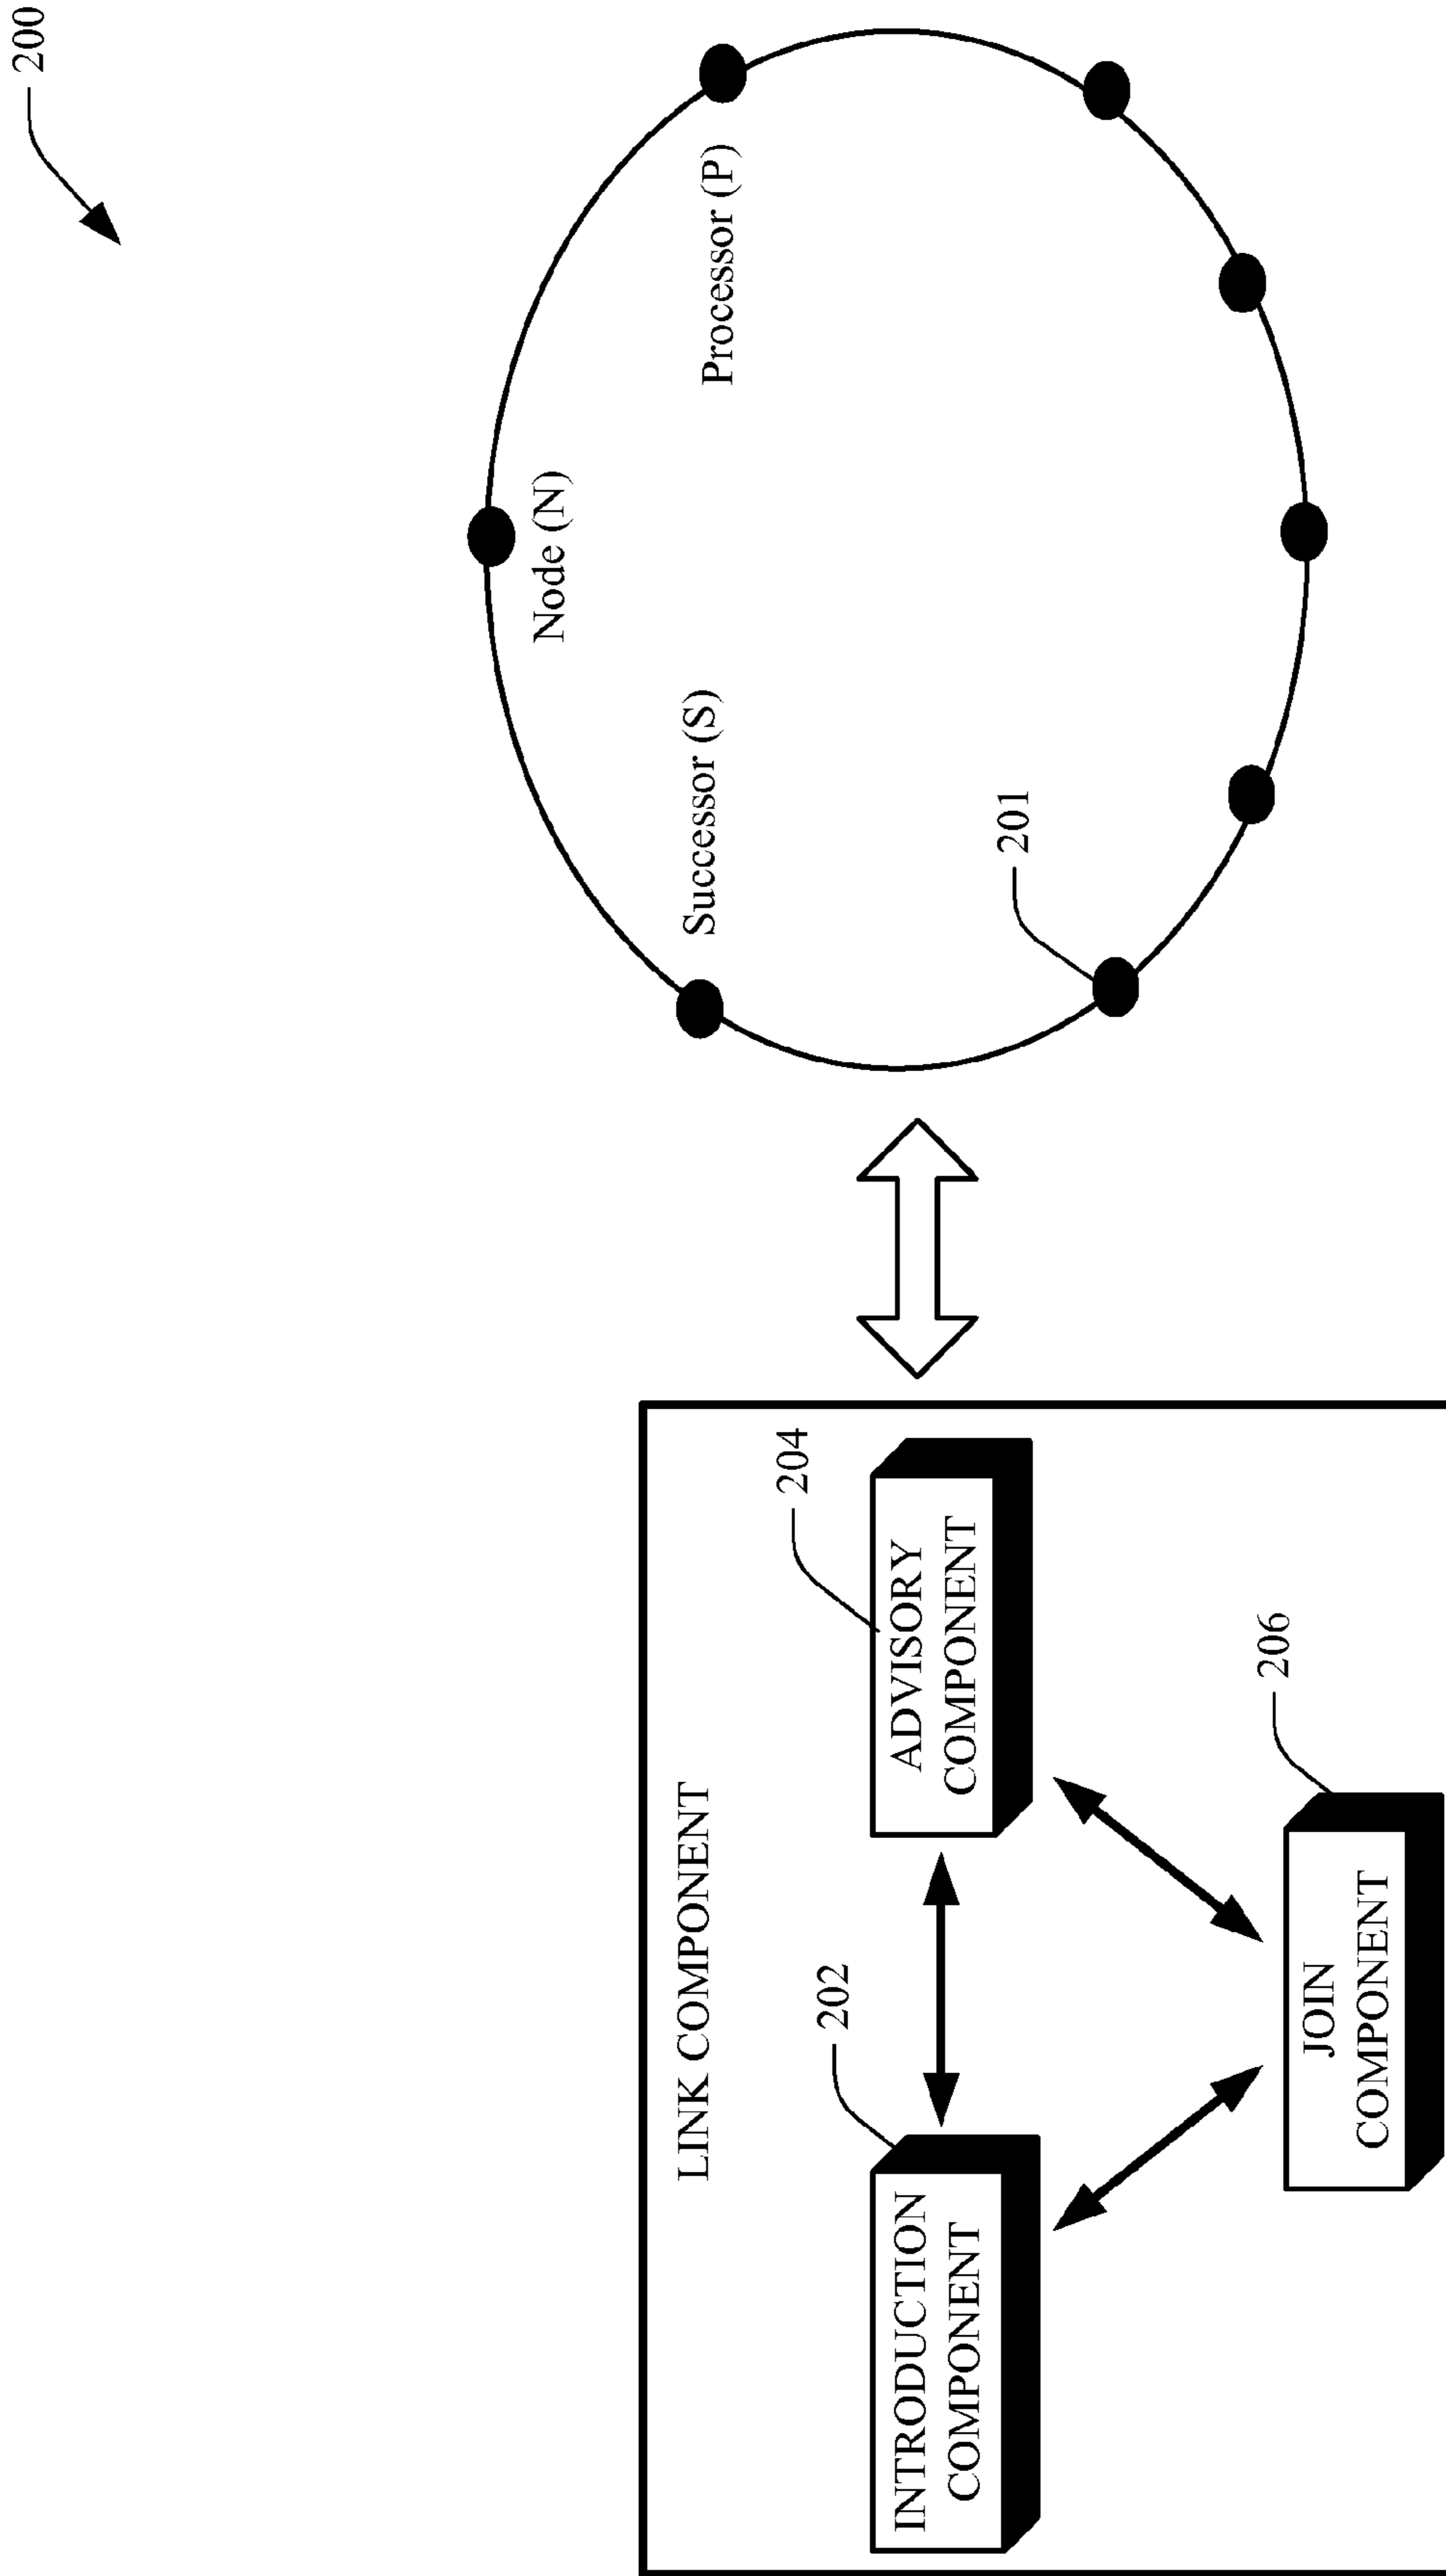 200
LINK COMPONENT
202
INTRODUCTION
COMPONENT
204
ADVISORY
COMPONENT
206
JOIN
COMPONENT
Node (N)
Successor (S)
Processor (P)
201